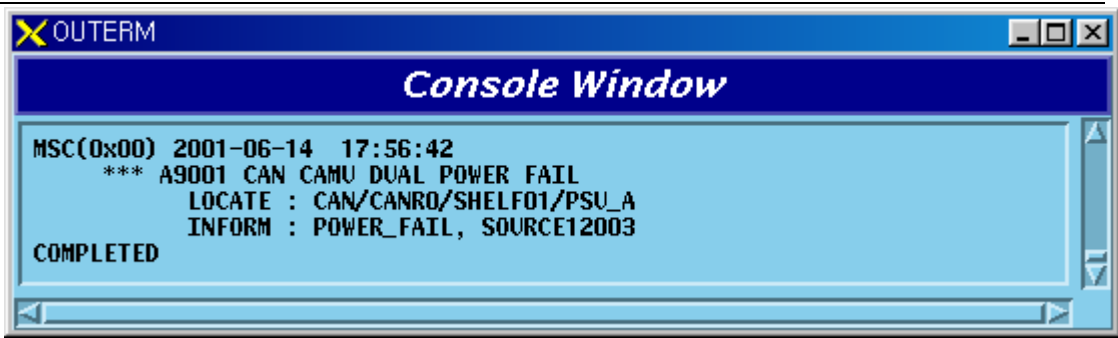 OUTERM
Console Window
MSC(0x00) 2001-06-14 17:56:42
*** A9001 CAN CAMU DUAL POWER FAIL
LOCATE : CAN/CANRO/SHELF01/PSU_A
INFORM : POWER_FAIL, SOURCE12003
COMPLETED